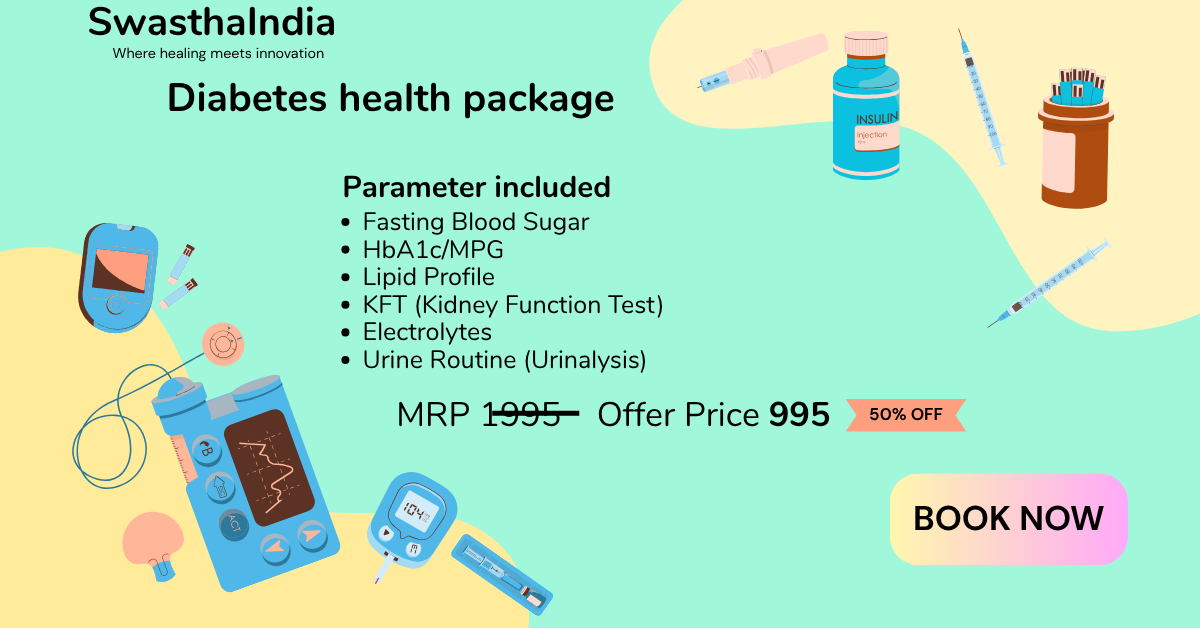 SwasthaIndia
Where healing meets innovation
Diabetes health package
INSULIN
Injection
Parameter included
• Fasting Blood Sugar
• HbA1c/MPG
• Lipid Profile
• KFT (Kidney Function Test)
• Electrolytes
• Urine Routine (Urinalysis)
MRP 1995 Offer Price 995 50% OFF
B
ACT
104
BOOK NOW